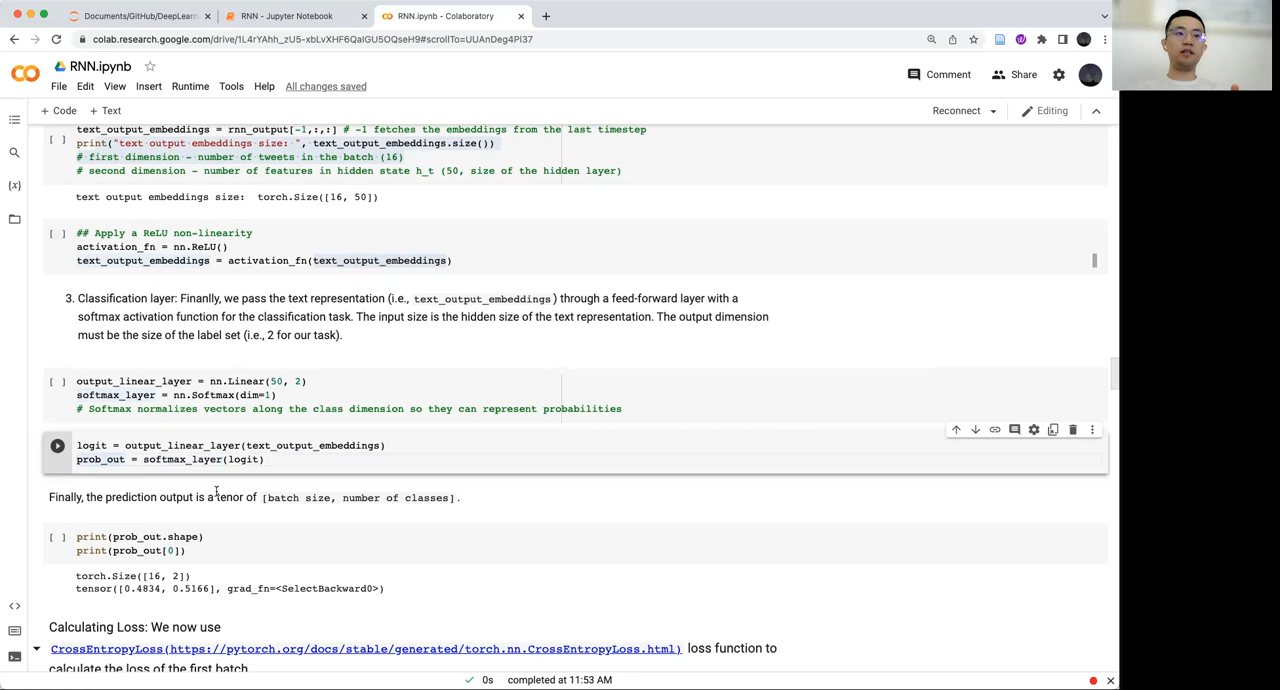 Documents/GitHub/DeepLearn
RNN - Jupyter Notebook
RNN.ipynb - Colaboratory
colab.research.google.com/drive/1L4rYAhh_zU5-xbLvXHF6QaIGU5OQseH9#scrollTo=UUAnDeg4PI37
RNN.ipynb
File Edit View Insert Runtime Tools Help All changes saved
Comment Share
+ Code + Text
Reconnect Editing
text_output_embeddings = rnn_output[-1,:,:] # -1 fetches the embeddings from the last timestep
[ ] print("text output embeddings size: ", text_output_embeddings.size())
# first dimension - number of tweets in the batch (16)
# second dimension - number of features in hidden state h_t (50, size of the hidden layer)
text output embeddings size:  torch.Size([16, 50])
[ ] ## Apply a ReLU non-linearity
activation_fn = nn.ReLU()
text_output_embeddings = activation_fn(text_output_embeddings)
3. Classification layer: Finanlly, we pass the text representation (i.e., text_output_embeddings) through a feed-forward layer with a
softmax activation function for the classification task. The input size is the hidden size of the text representation. The output dimension
must be the size of the label set (i.e., 2 for our task).
[ ] output_linear_layer = nn.Linear(50, 2)
softmax_layer = nn.Softmax(dim=1)
# Softmax normalizes vectors along the class dimension so they can represent probabilities
logit = output_linear_layer(text_output_embeddings)
prob_out = softmax_layer(logit)
Finally, the prediction output is a tenor of [batch size, number of classes].
[ ] print(prob_out.shape)
print(prob_out[0])
torch.Size([16, 2])
tensor([0.4834, 0.5166], grad_fn=<SelectBackward0>)
Calculating Loss: We now use
CrossEntropyLoss(https://pytorch.org/docs/stable/generated/torch.nn.CrossEntropyLoss.html) loss function to
calculate the loss of the first batch
0s completed at 11:53 AM